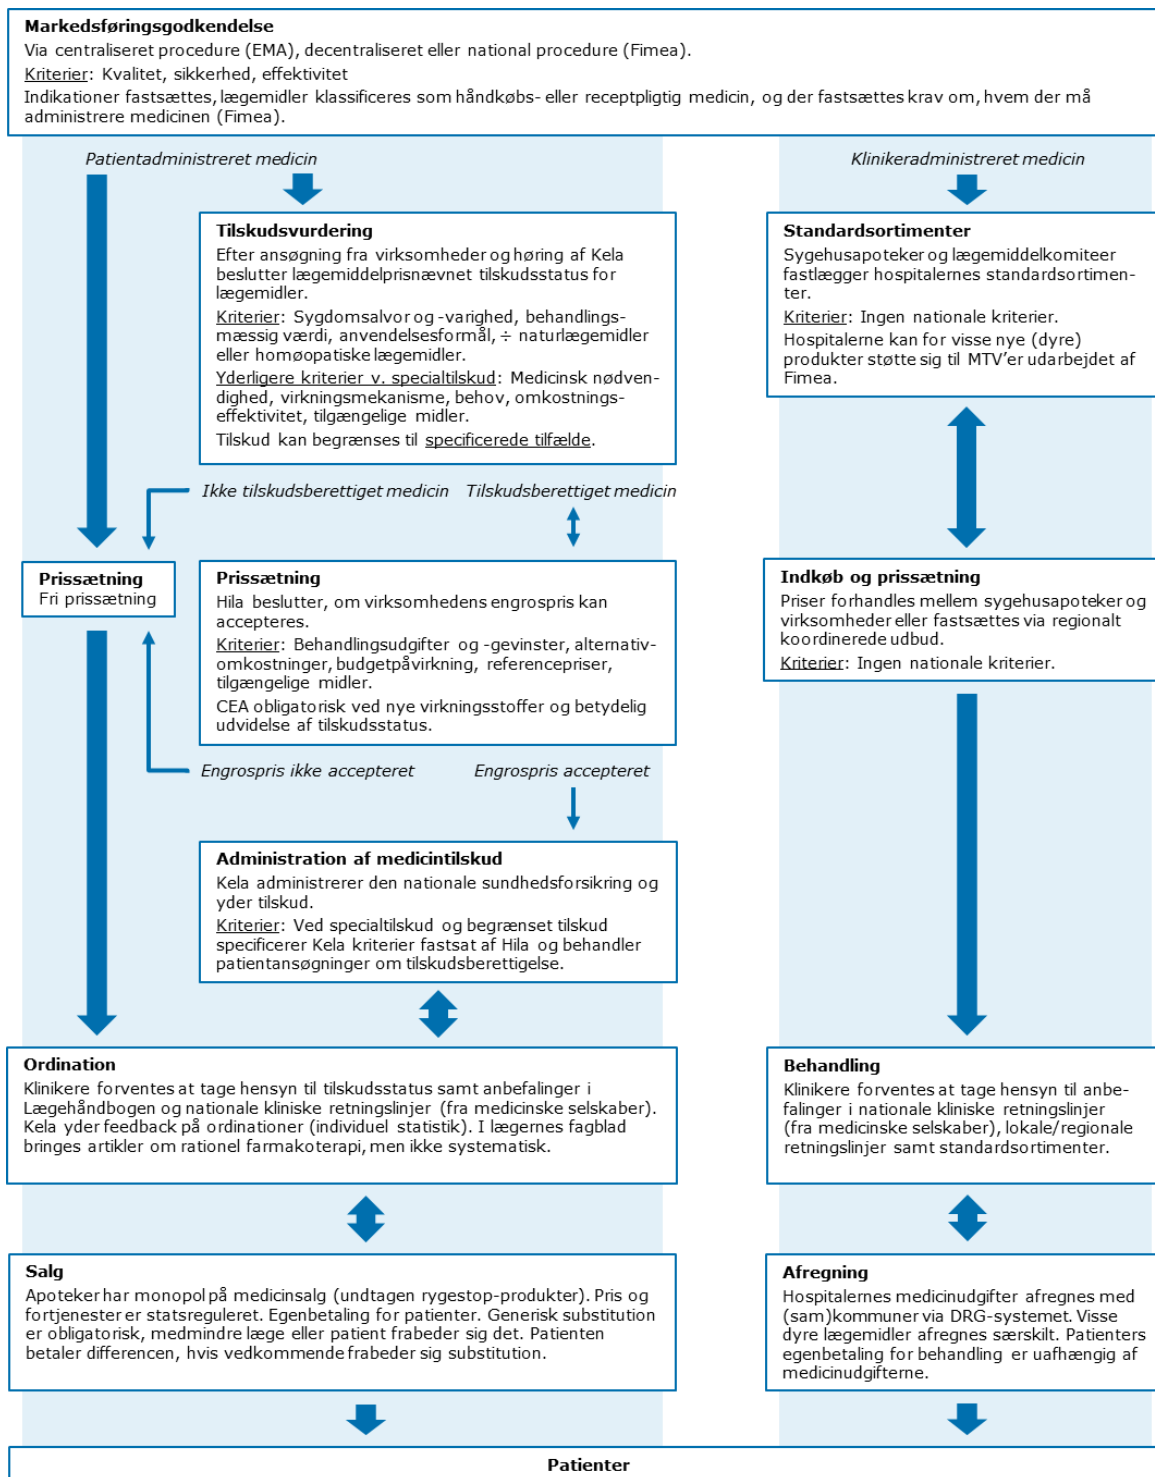 Markedsføringsgodkendelse
Via centraliseret procedure (EMA), decentraliseret eller national procedure (Fimea).
Kriterier: Kvalitet, sikkerhed, effektivitet
Indikationer fastsættes, lægemidler klassificeres som håndkøbs- eller receptpligtig medicin, og der fastsættes krav om, hvem der må
administrere medicinen (Fimea).
Patientadministreret medicin
Klinikeradministreret medicin
Tilskudsvurdering
Efter ansøgning fra virksomheder og høring af Kela
beslutter lægemiddelprisnævnet tilskudsstatus for
lægemidler.
Kriterier: Sygdomsalvor og -varighed, behandlings-
mæssig værdi, anvendelsesformål, ÷ naturlægemidler
eller homøopatiske lægemidler.
Yderligere kriterier v. specialtilskud: Medicinsk nødven-
dighed, virkningsmekanisme, behov, omkostnings-
effektivitet, tilgængelige midler.
Tilskud kan begrænses til specificerede tilfælde.
Standardsortimenter
Sygehusapoteker og lægemiddelkomiteer
fastlægger hospitalernes standardsortimen-
ter.
Kriterier: Ingen nationale kriterier.
Hospitalerne kan for visse nye (dyre)
produkter støtte sig til MTV'er udarbejdet af
Fimea.
Ikke tilskudsberettiget medicin
Tilskudsberettiget medicin
Prissætning
Fri prissætning
Prissætning
Hila beslutter, om virksomhedens engrospris kan
accepteres.
Kriterier: Behandlingsudgifter og -gevinster, alternativ-
omkostninger, budgetpåvirkning, referencepriser,
tilgængelige midler.
CEA obligatorisk ved nye virkningsstoffer og betydelig
udvidelse af tilskudsstatus.
Indkøb og prissætning
Priser forhandles mellem sygehusapoteker og
virksomheder eller fastsættes via regionalt
koordinerede udbud.
Kriterier: Ingen nationale kriterier.
Engrospris ikke accepteret
Engrospris accepteret
Administration af medicintilskud
Kela administrerer den nationale sundhedsforsikring og
yder tilskud.
Kriterier: Ved specialtilskud og begrænset tilskud
specificerer Kela kriterier fastsat af Hila og behandler
patientansøgninger om tilskudsberettigelse.
Ordination
Klinikere forventes at tage hensyn til tilskudsstatus samt anbefalinger i
Lægehåndbogen og nationale kliniske retningslinjer (fra medicinske selskaber).
Kela yder feedback på ordinationer (individuel statistik). I lægernes fagblad
bringes artikler om rationel farmakoterapi, men ikke systematisk.
Behandling
Klinikere forventes at tage hensyn til anbe-
falinger i nationale kliniske retningslinjer
(fra medicinske selskaber), lokale/regionale
retningslinjer samt standardsortimenter.
Salg
Apoteker har monopol på medicinsalg (undtagen rygestop-produkter). Pris og
fortjenester er statsreguleret. Egenbetaling for patienter. Generisk substitution
er obligatorisk, medmindre læge eller patient frabeder sig det. Patienten
betaler differencen, hvis vedkommende frabeder sig substitution.
Afregning
Hospitalernes medicinudgifter afregnes med
(sam)kommuner via DRG-systemet. Visse
dyre lægemidler afregnes særskilt. Patienters
egenbetaling for behandling er uafhængig af
medicinudgifterne.
Patienter